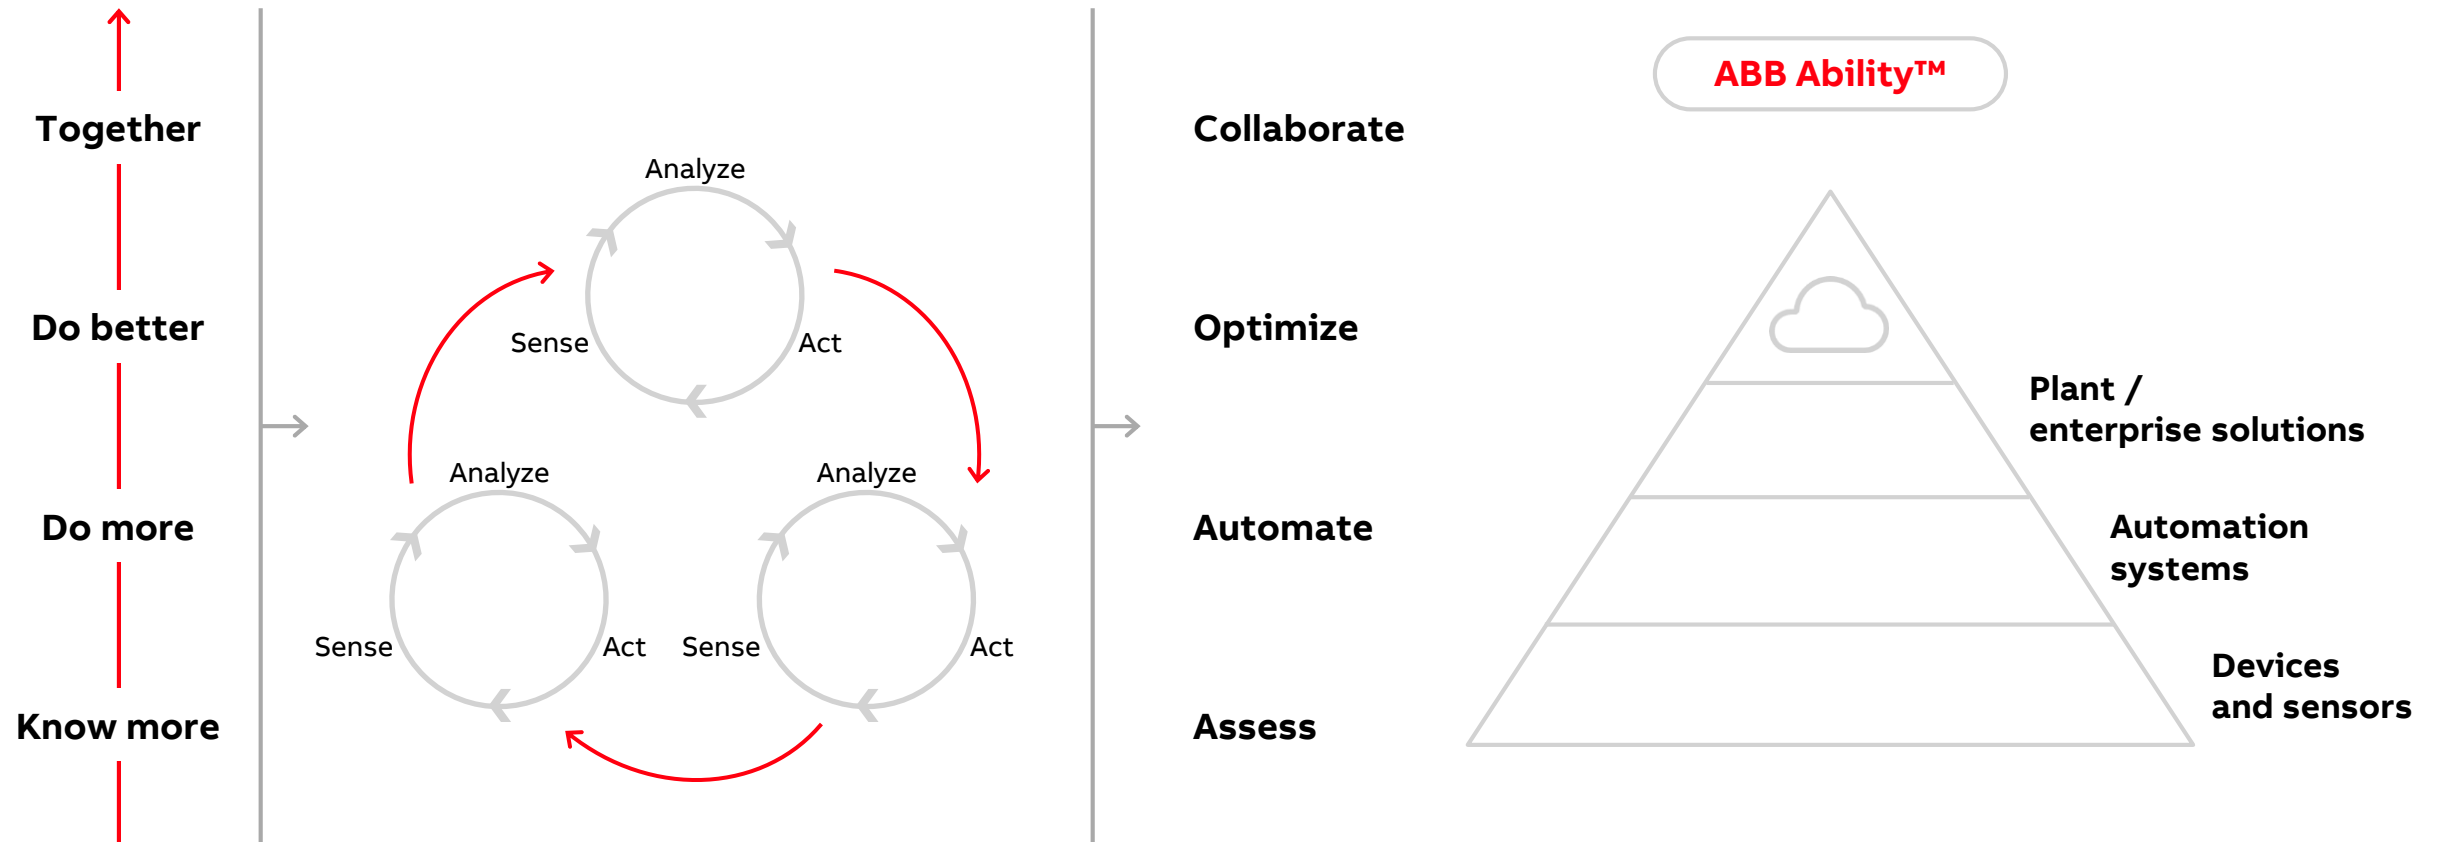 Together
Do better
Do more
Know more
Analyze
Sense
Act
Analyze
Sense
Act
Analyze
Sense
Act
Collaborate
Optimize
Automate
Assess
ABB Ability™
Plant /
enterprise solutions
Automation
systems
Devices
and sensors